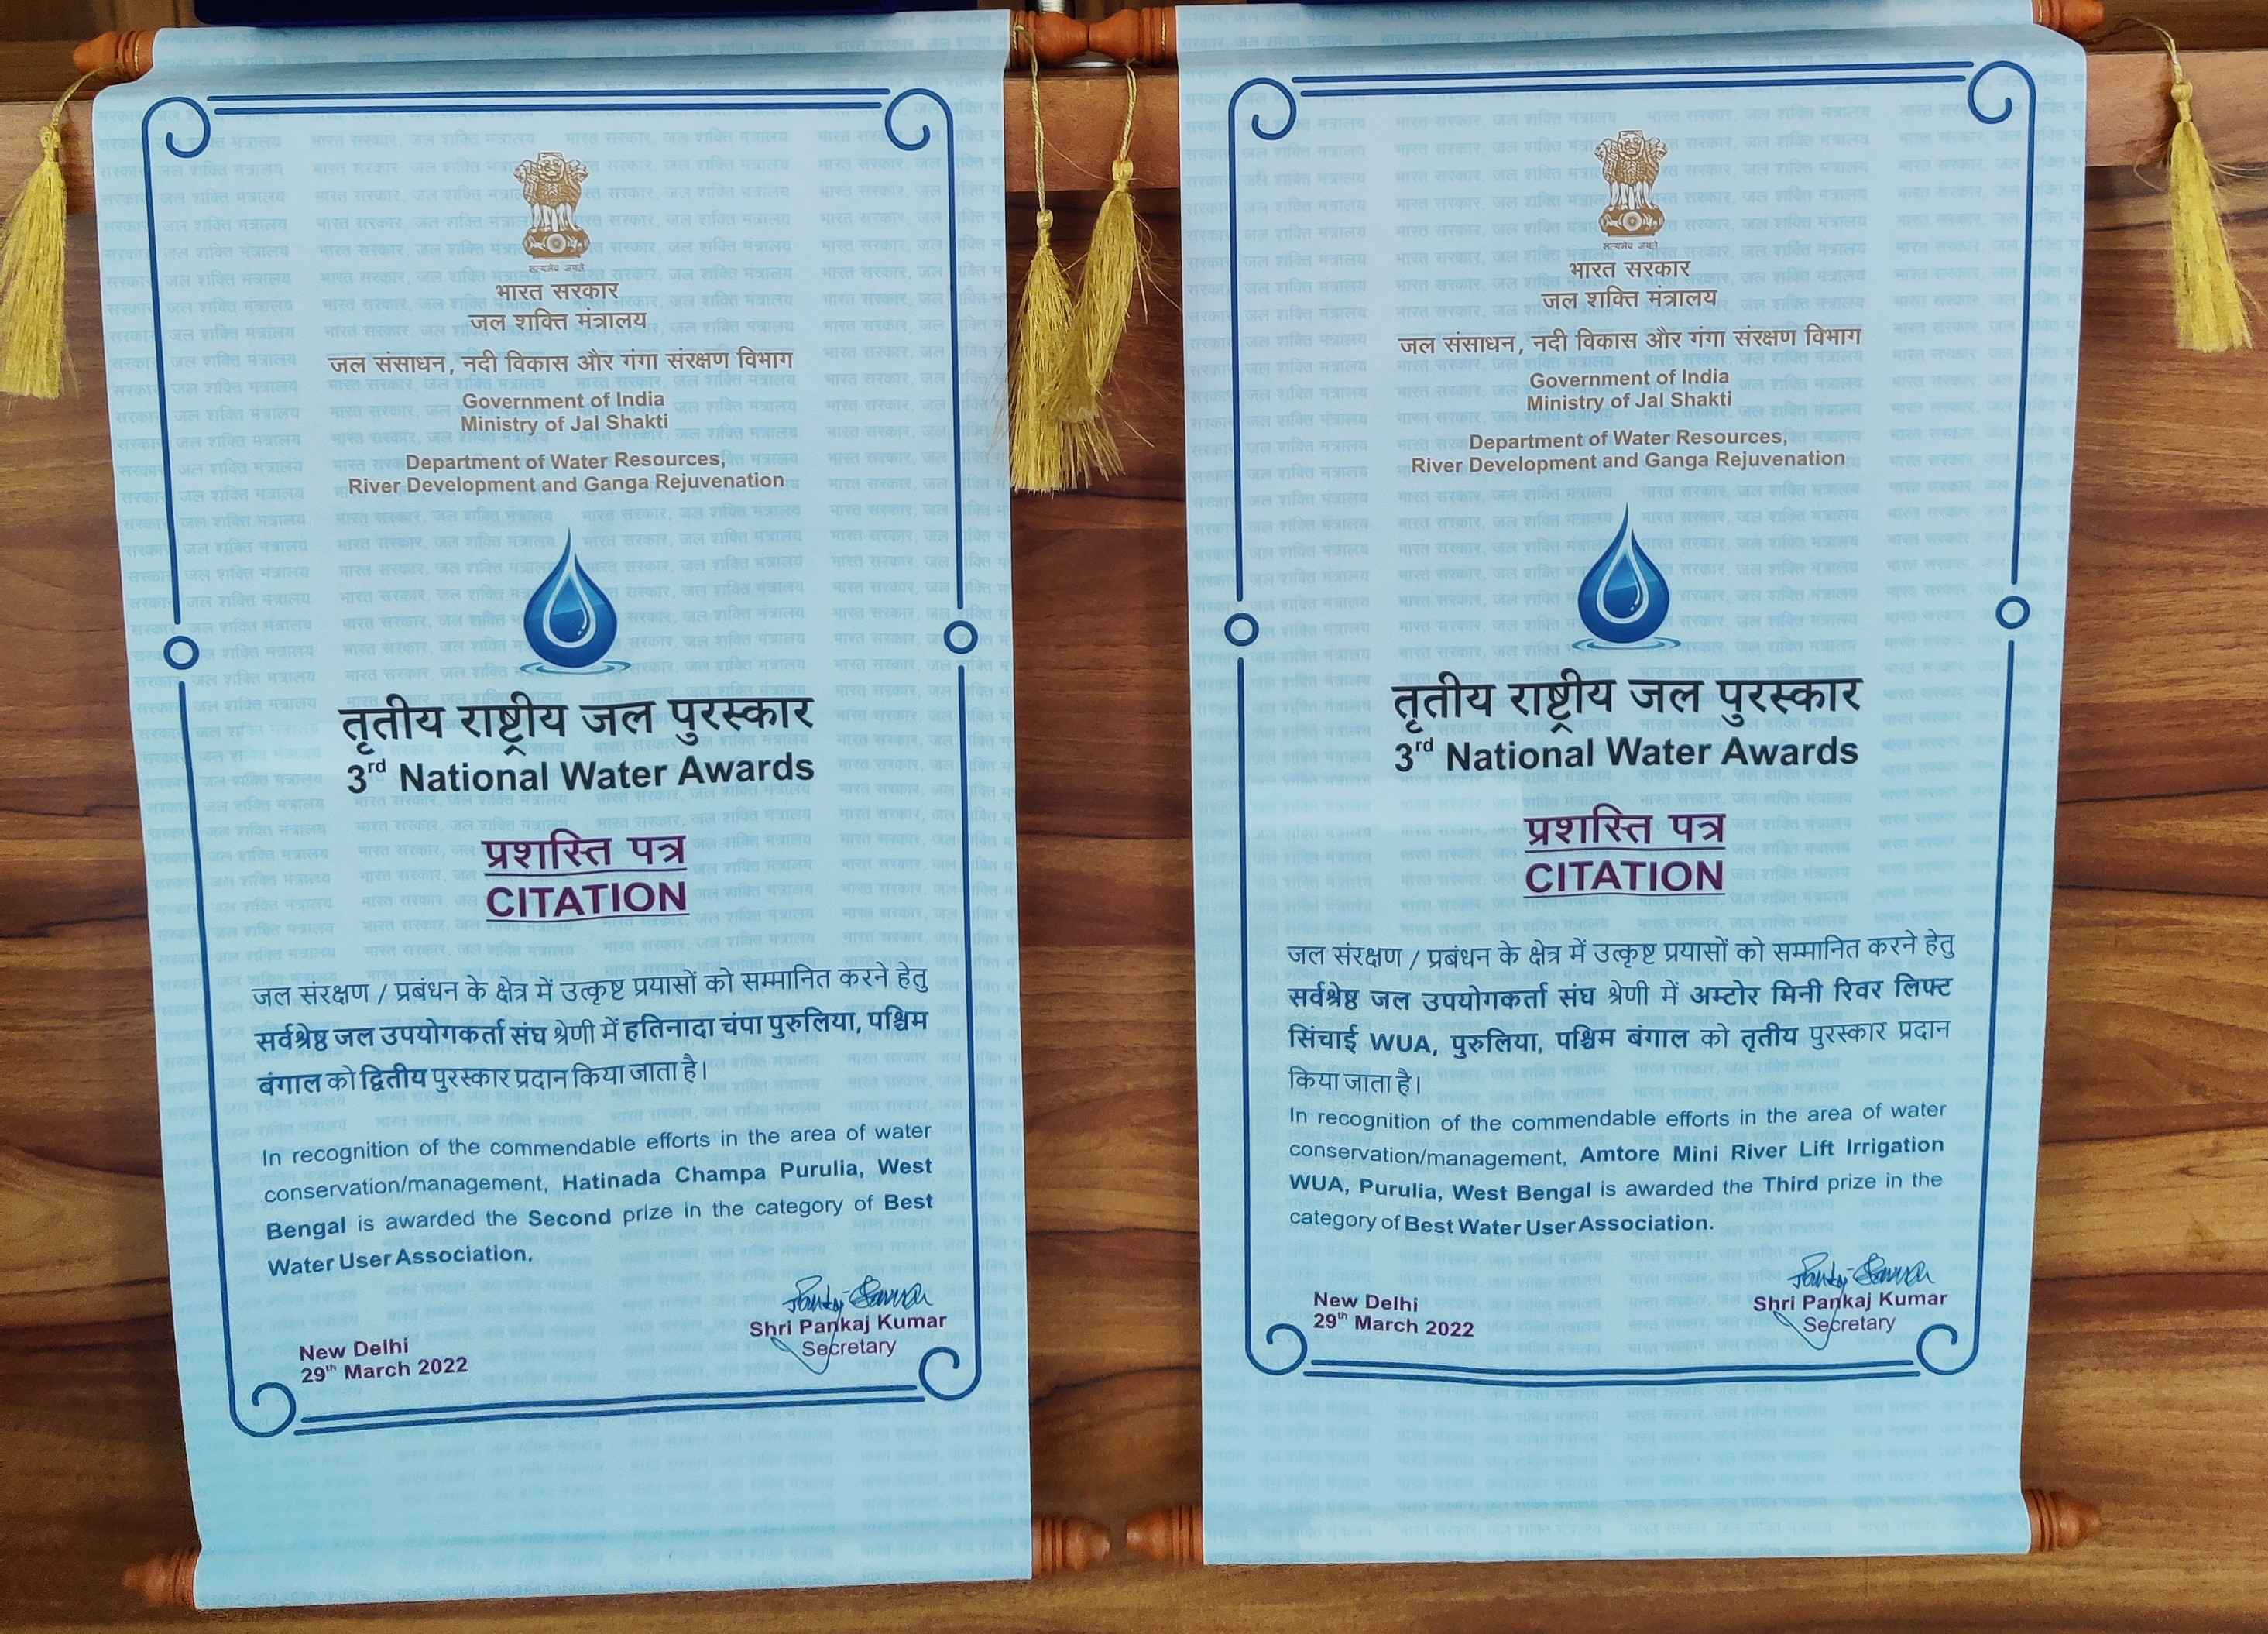 सत्यमेव जयते
भारत सरकार
जल शक्ति मंत्रालय
जल संसाधन, नदी विकास और गंगा संरक्षण विभाग
Government of India
Ministry of Jal Shakti
Department of Water Resources,
River Development and Ganga Rejuvenation
तृतीय राष्ट्रीय जल पुरस्कार
3rd National Water Awards
प्रशस्ति पत्र
CITATION
जल संरक्षण / प्रबंधन के क्षेत्र में उत्कृष्ट प्रयासों को सम्मानित करने हेतु
सर्वश्रेष्ठ जल उपयोगकर्ता संघ श्रेणी में हतिनादा चंपा पुरुलिया, पश्चिम
बंगाल को द्वितीय पुरस्कार प्रदान किया जाता है।
In recognition of the commendable efforts in the area of water
conservation/management, Hatinada Champa Purulia, West
Bengal is awarded the Second prize in the category of Best
Water User Association.
Shri Pankaj Kumar
Secretary
New Delhi
29th March 2022
सत्यमेव जयते
भारत सरकार
जल शक्ति मंत्रालय
जल संसाधन, नदी विकास और गंगा संरक्षण विभाग
Government of India
Ministry of Jal Shakti
Department of Water Resources,
River Development and Ganga Rejuvenation
तृतीय राष्ट्रीय जल पुरस्कार
3rd National Water Awards
प्रशस्ति पत्र
CITATION
जल संरक्षण / प्रबंधन के क्षेत्र में उत्कृष्ट प्रयासों को सम्मानित करने हेतु
सर्वश्रेष्ठ जल उपयोगकर्ता संघ श्रेणी में अम्टोर मिनी रिवर लिफ्ट
सिंचाई WUA, पुरुलिया, पश्चिम बंगाल को तृतीय पुरस्कार प्रदान
किया जाता है।
In recognition of the commendable efforts in the area of water
conservation/management, Amtore Mini River Lift Irrigation
WUA, Purulia, West Bengal is awarded the Third prize in the
category of Best Water User Association.
New Delhi
29th March 2022
Shri Pankaj Kumar
Secretary